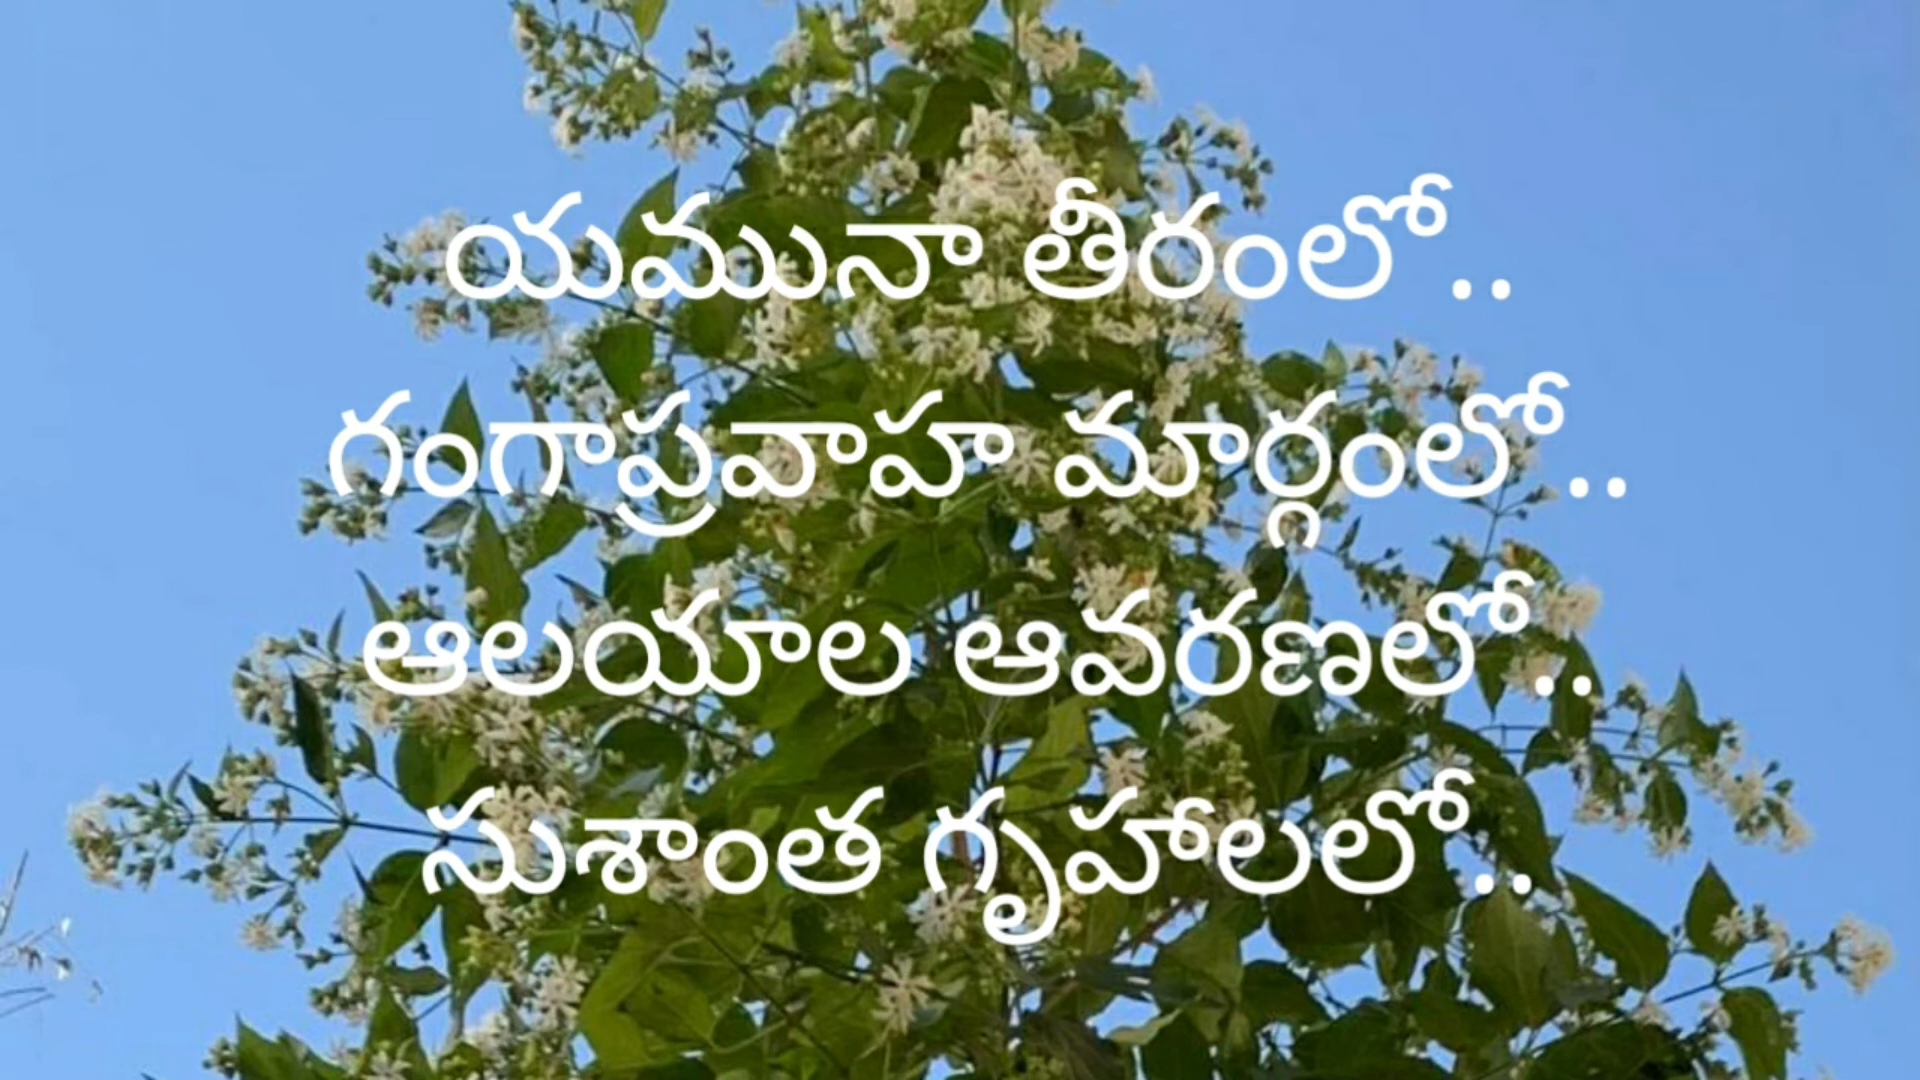 యమునా తీరంలో..
గంగాప్రవాహ మార్గంలో..
ఆలయాల ఆవరణలో..
సుశాంత గృహాలలో..